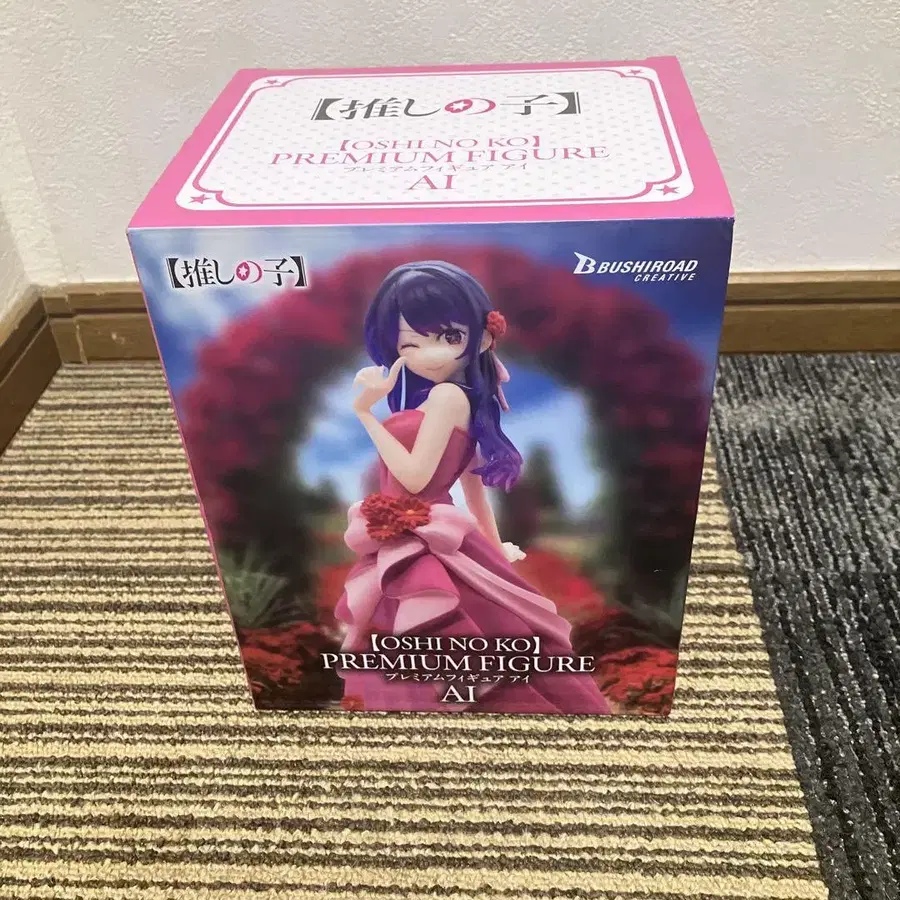 【推しの子】
【OSHI NO KO】
PREMIUM FIGURE
プレミアムフィギュア アイ
AI
【推しの子】
BUSHIROAD
CREATIVE
【OSHI NO KO】
PREMIUM FIGURE
プレミアムフィギュア アイ
AI